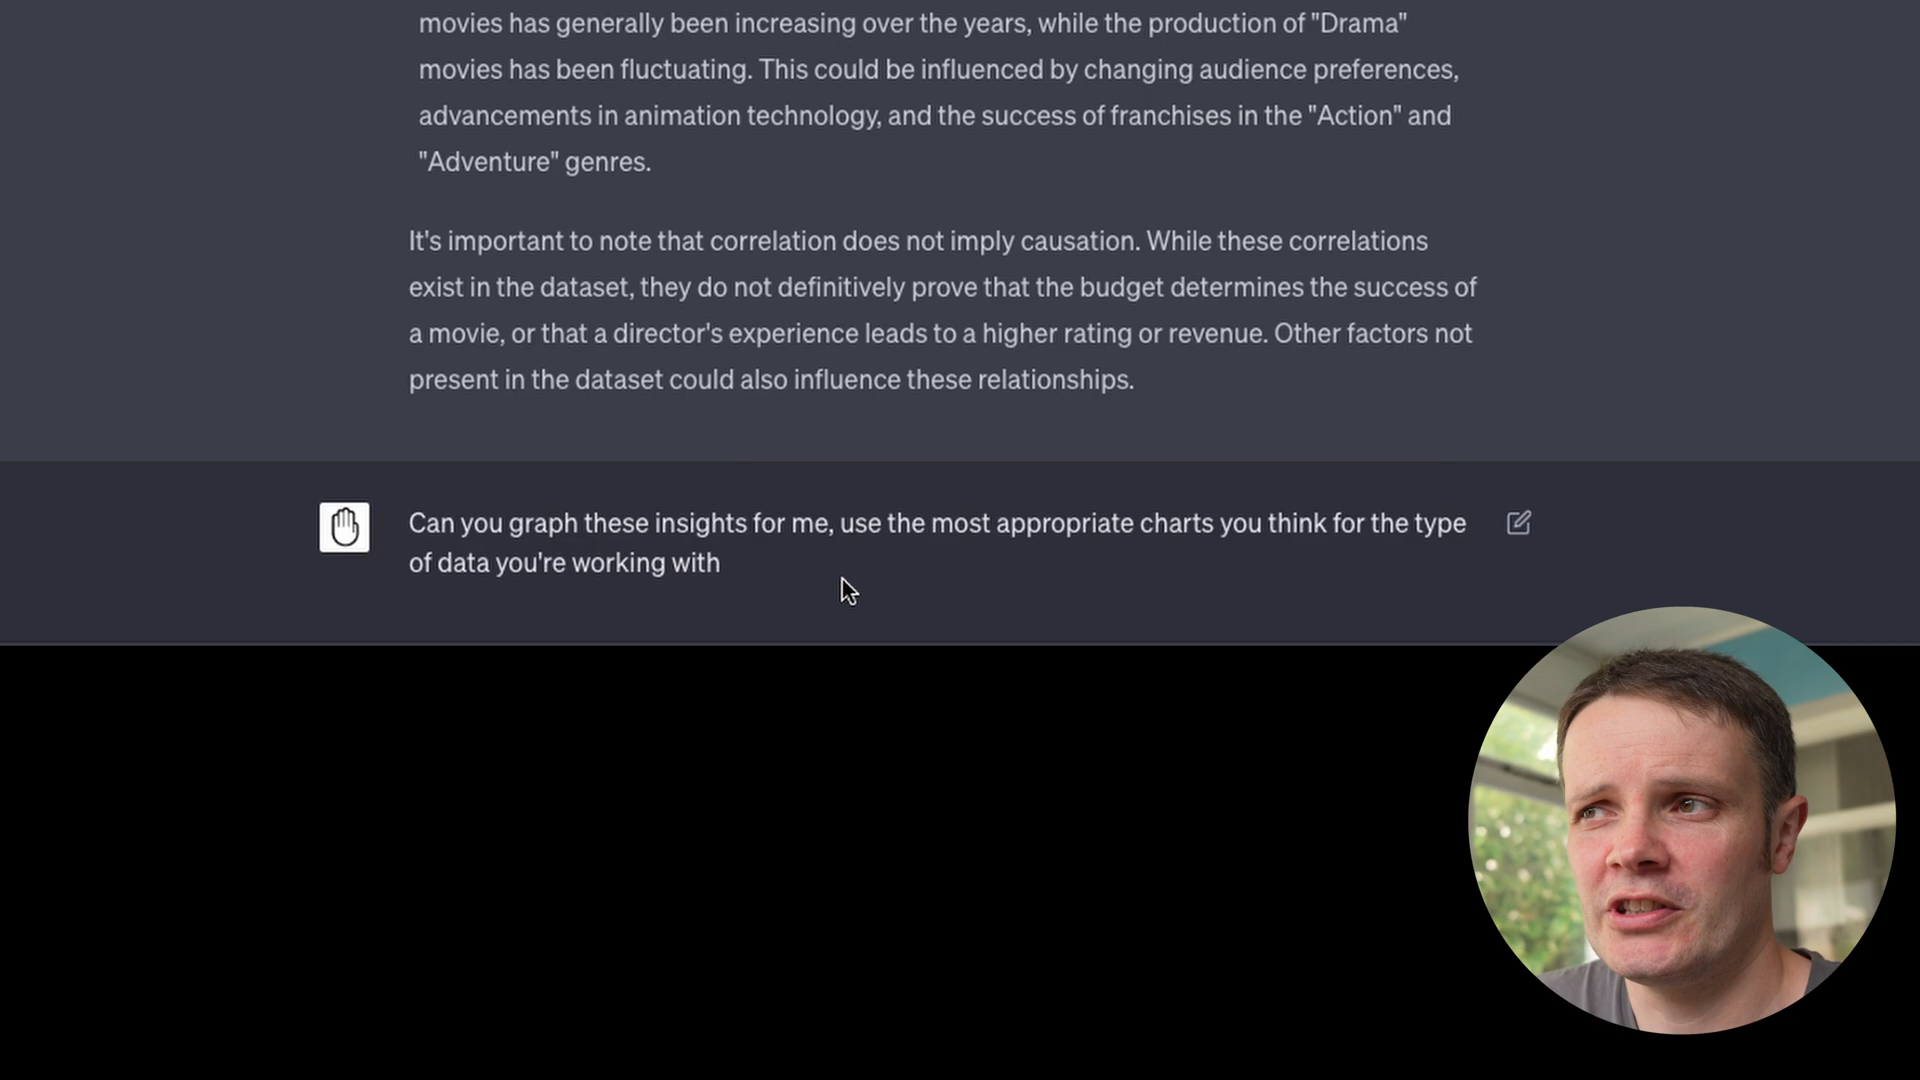 movies has generally been increasing over the years, while the production of "Drama"
movies has been fluctuating. This could be influenced by changing audience preferences,
advancements in animation technology, and the success of franchises in the "Action" and
"Adventure" genres.
It's important to note that correlation does not imply causation. While these correlations
exist in the dataset, they do not definitively prove that the budget determines the success of
a movie, or that a director's experience leads to a higher rating or revenue. Other factors not
present in the dataset could also influence these relationships.
Can you graph these insights for me, use the most appropriate charts you think for the type
of data you're working with